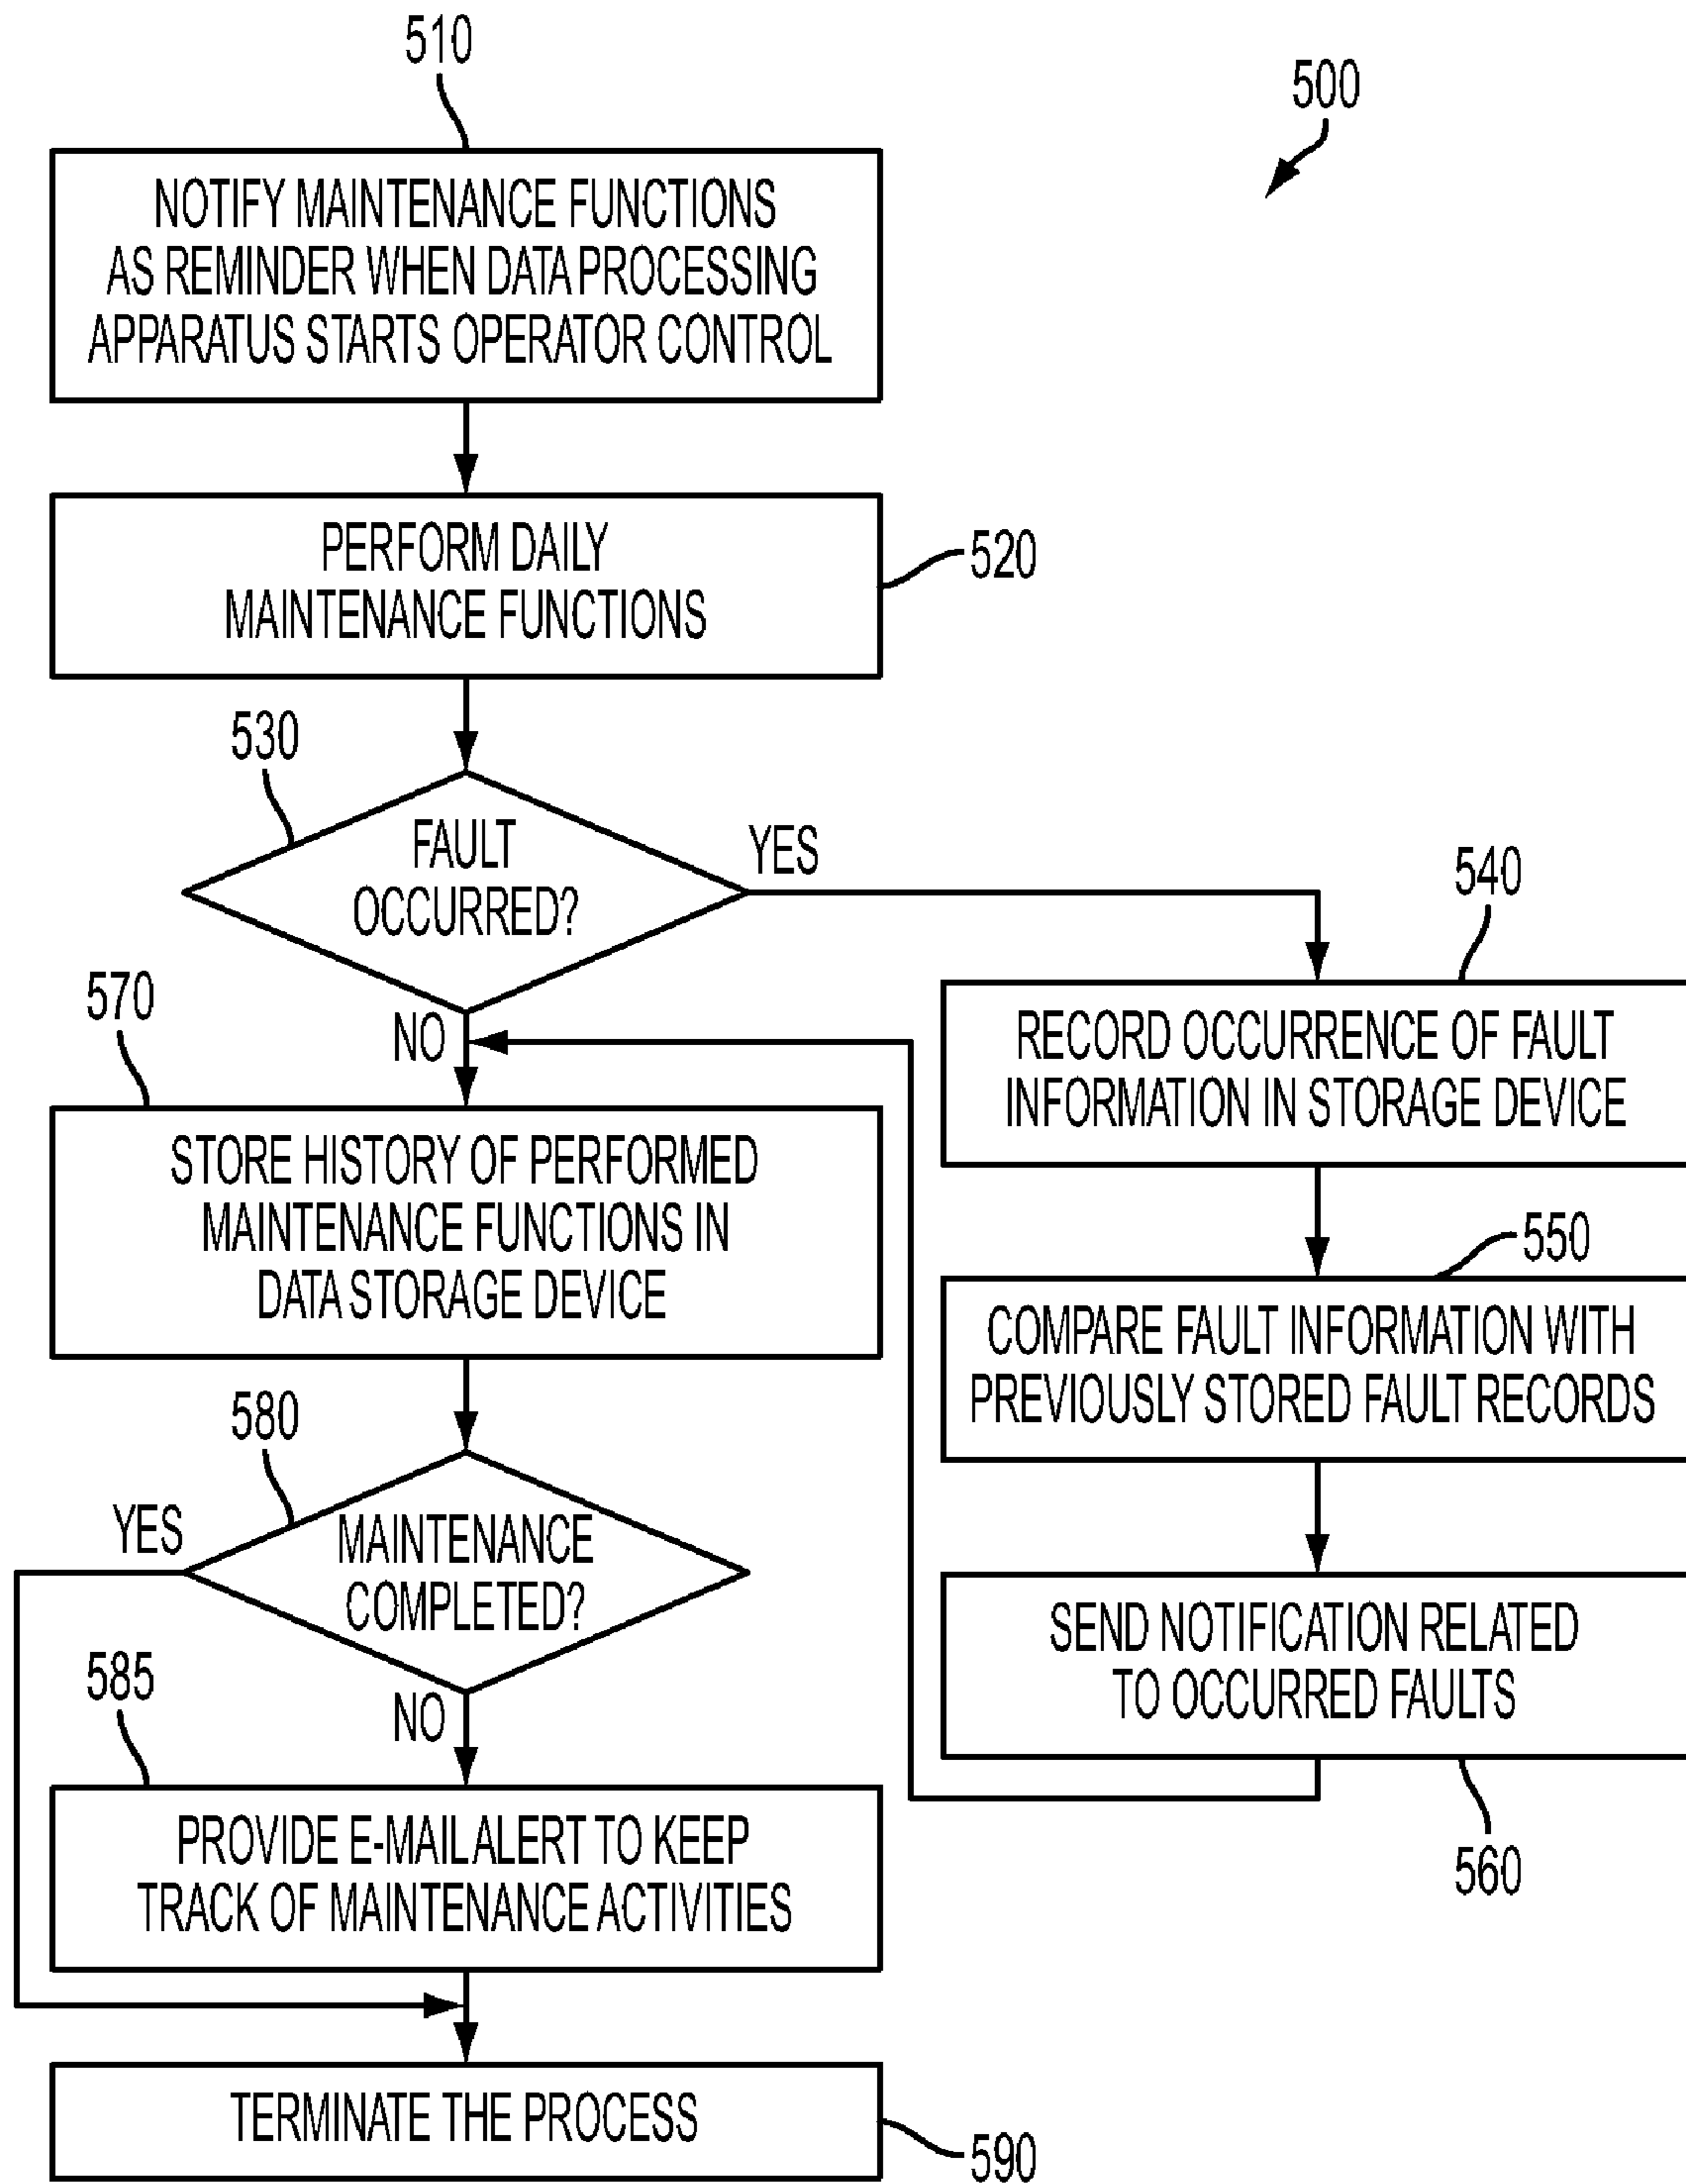 510
500
NOTIFY MAINTENANCE FUNCTIONS
AS REMINDER WHEN DATA PROCESSING
APPARATUS STARTS OPERATOR CONTROL
PERFORM DAILY
MAINTENANCE FUNCTIONS
520
530
FAULT
OCCURRED?
YES
NO
540
RECORD OCCURRENCE OF FAULT
INFORMATION IN STORAGE DEVICE
550
COMPARE FAULT INFORMATION WITH
PREVIOUSLY STORED FAULT RECORDS
SEND NOTIFICATION RELATED
TO OCCURRED FAULTS
560
570
STORE HISTORY OF PERFORMED
MAINTENANCE FUNCTIONS IN
DATA STORAGE DEVICE
580
YES
MAINTENANCE
COMPLETED?
NO
585
PROVIDE E-MAIL ALERT TO KEEP
TRACK OF MAINTENANCE ACTIVITIES
TERMINATE THE PROCESS
590